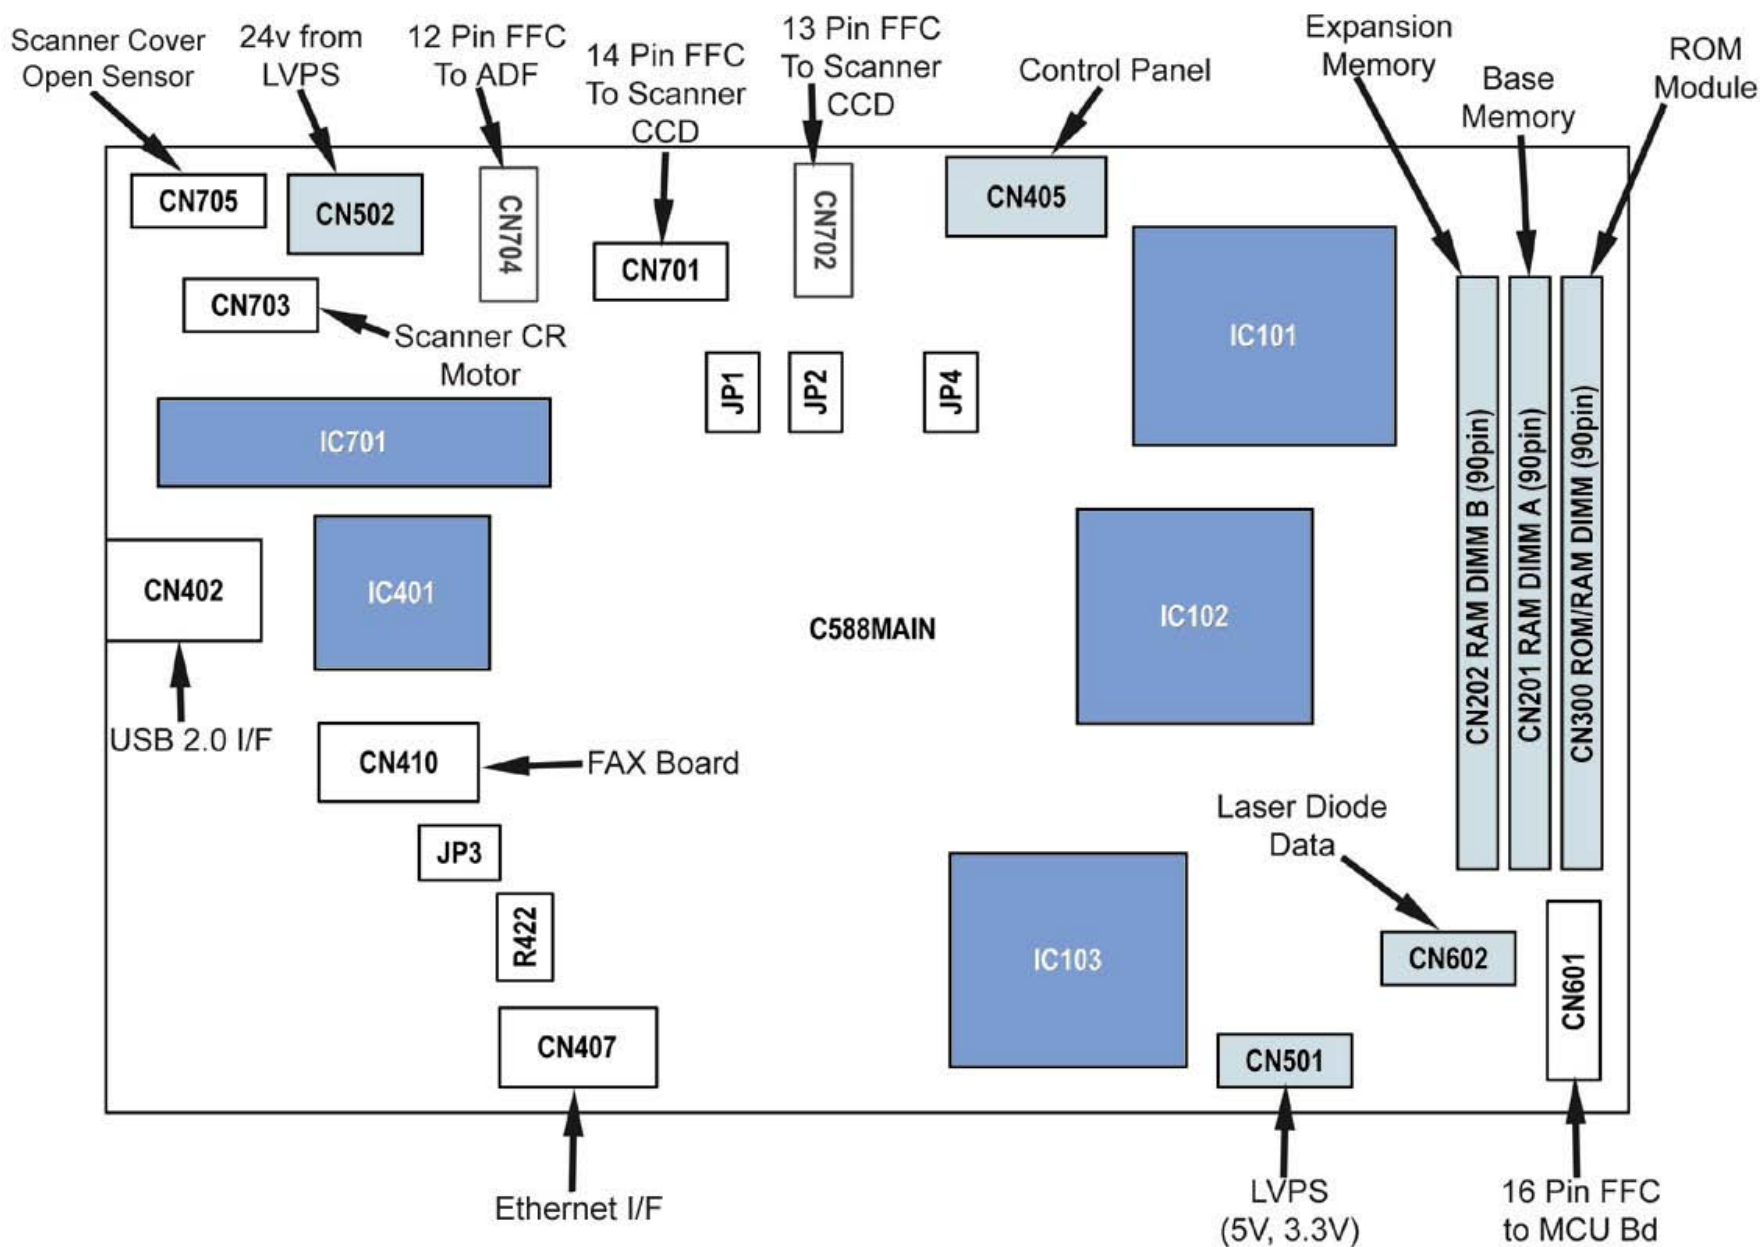 Scanner Cover
Open Sensor
24v from
LVPS
12 Pin FFC
To ADF
14 Pin FFC
To Scanner
CCD
13 Pin FFC
To Scanner
CCD
Control Panel
Expansion
Memory
Base
Memory
ROM
Module
CN705
CN502
CN704
CN701
CN702
CN405
CN703
Scanner CR
Motor
JP1
JP2
JP4
IC101
IC701
CN402
IC401
C588MAIN
IC102
CN202 RAM DIMM B (90pin)
CN201 RAM DIMM A (90pin)
CN300 ROM/RAM DIMM (90pin)
USB 2.0 I/F
CN410
FAX Board
Laser Diode
Data
JP3
R422
IC103
CN602
CN601
CN407
CN501
Ethernet I/F
LVPS
(5V, 3.3V)
16 Pin FFC
to MCU Bd